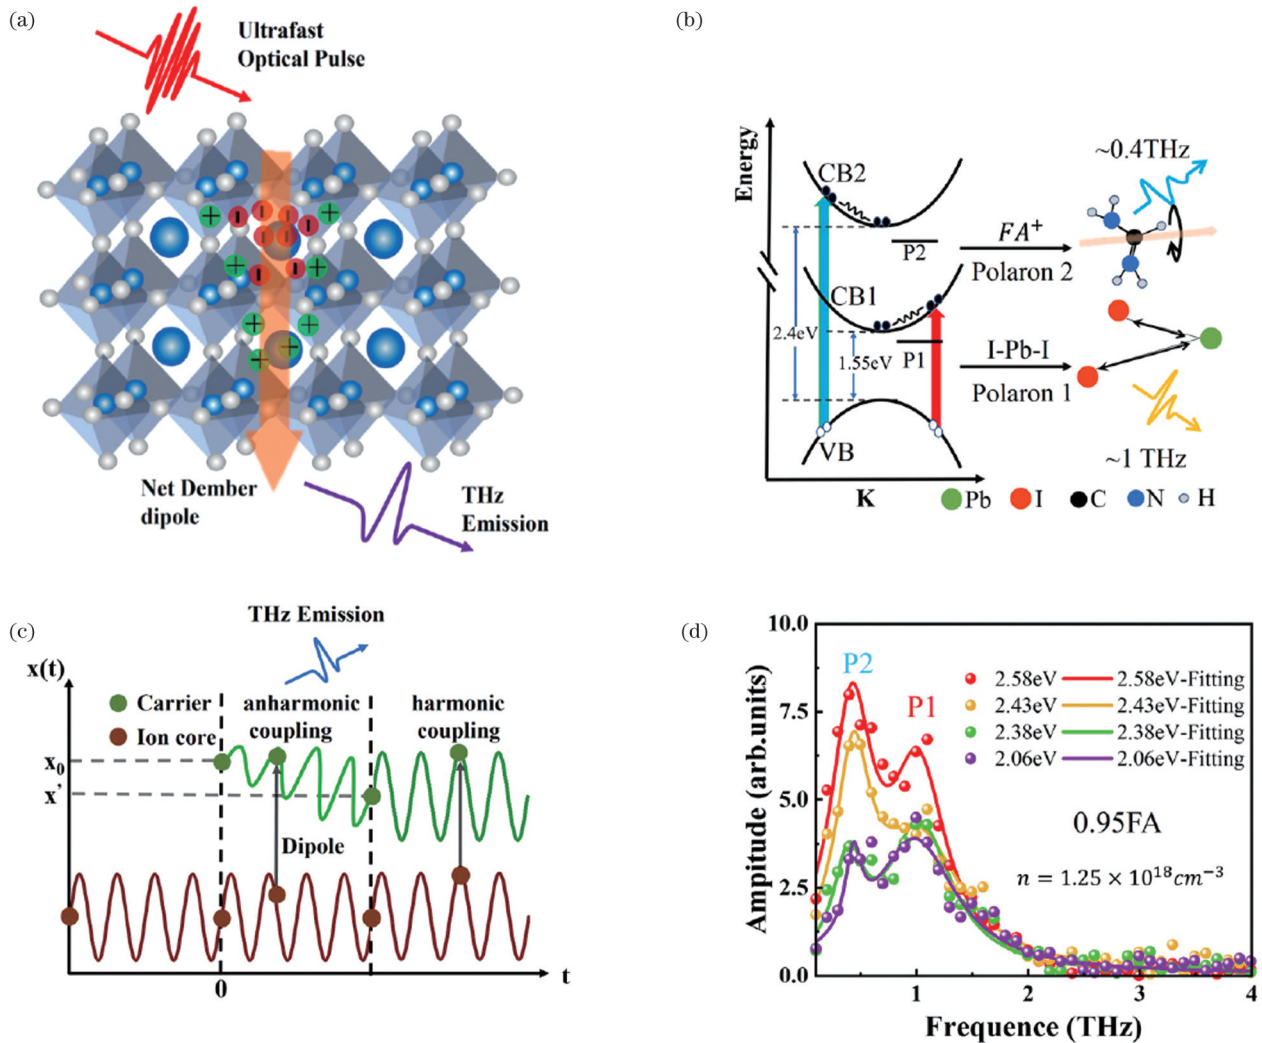 (a)
Ultrafast
Optical Pulse
Net Dember
dipole
THz
Emission
(b)
Energy
CB2
P2
CB1
2.4eV
1.55eV
P1
VB
K
FA+
Polaron 2
I-Pb-I
Polaron 1
~0.4THz
~1 THz
Pb I C N H
(c)
THz Emission
x(t)
Carrier
Ion core
anharmonic
coupling
harmonic
coupling
x₀
x'
Dipole
0
t
(d)
Ampitude (arb.units)
10.0
7.5
5.0
2.5
0.0
P2
P1
2.58eV 2.58eV-Fitting
2.43eV 2.43eV-Fitting
2.38eV 2.38eV-Fitting
2.06eV 2.06eV-Fitting
0.95FA
n = 1.25 × 10¹⁸cm⁻³
1 2 3 4
Frequence (THz)